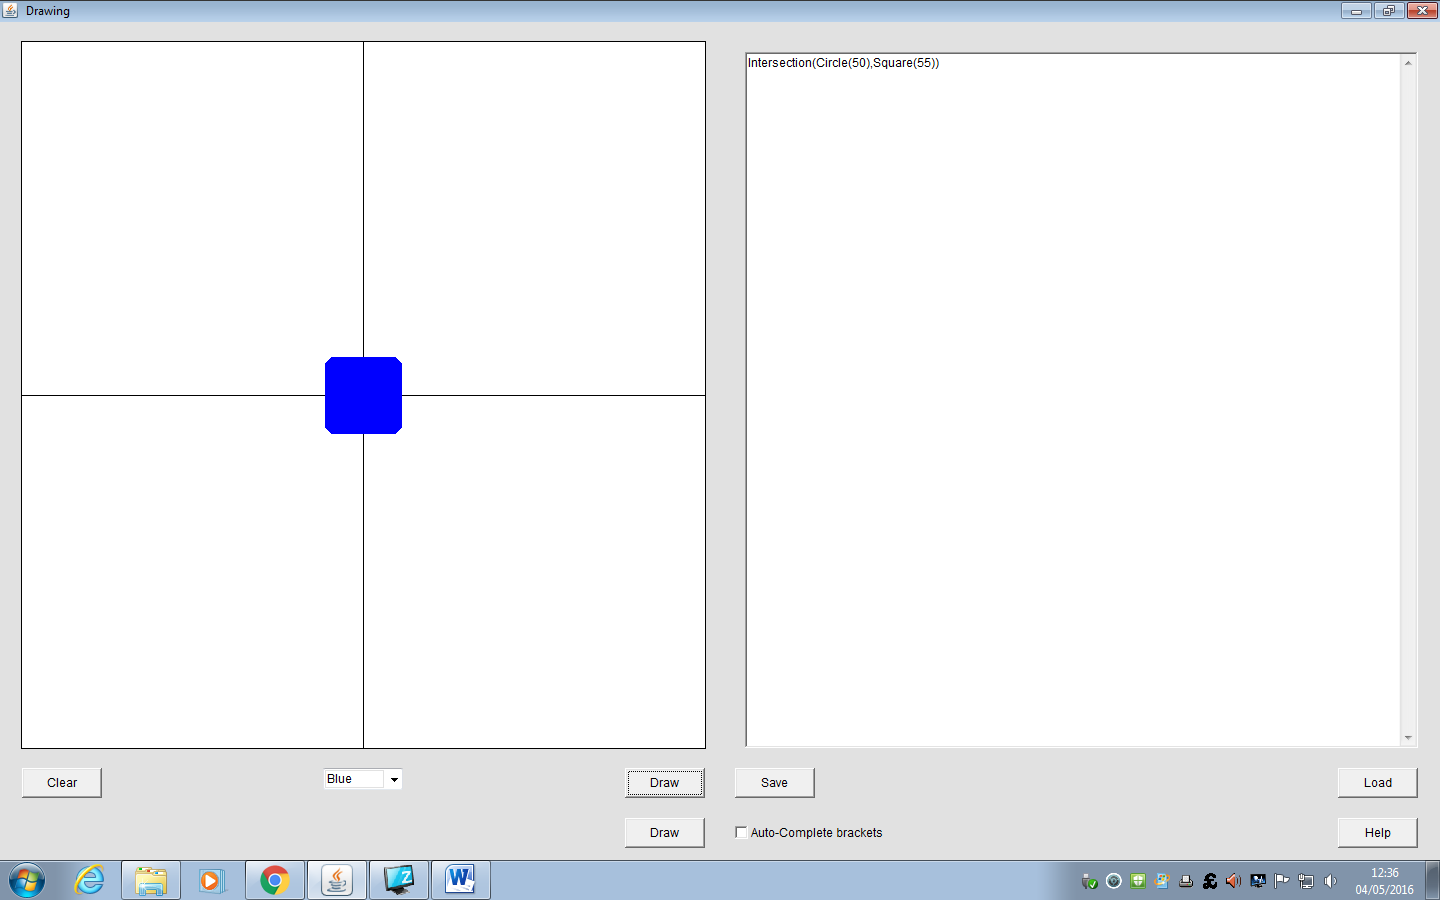 Drawing
Intersection(Circle(50),Square(55))
Clear
Blue
Draw
Save
Load
Draw
Auto-Complete brackets
Help
12:36
04/05/2016